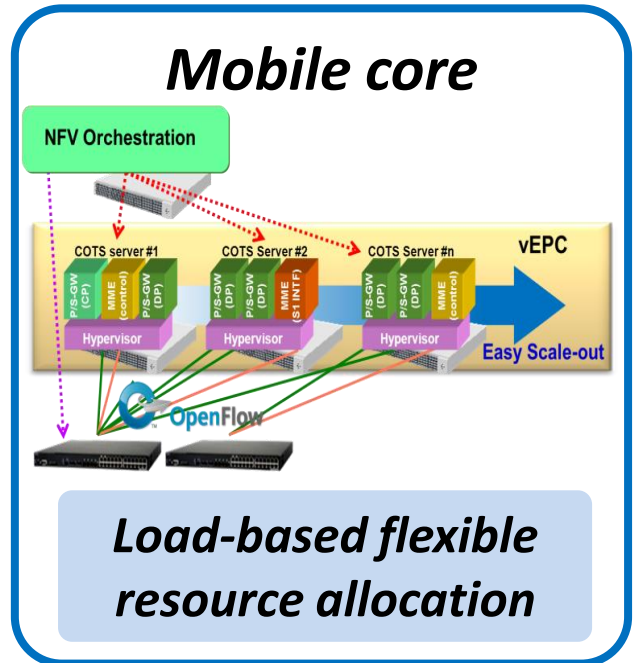 Mobile core
NFV Orchestration
vEPC
COTS server #1
COTS Server #2
COTS Server #n
P/S-GW
(CP)
MME
(control)
P/S-GW
(DP)
P/S-GW
(DP)
P/S-GW
(DP)
MME
(S1 INTF)
P/S-GW
(DP)
P/S-GW
(DP)
MME
(control)
Hypervisor
Hypervisor
Hypervisor
Easy Scale-out
OpenFlow
TM
Load-based flexible
resource allocation